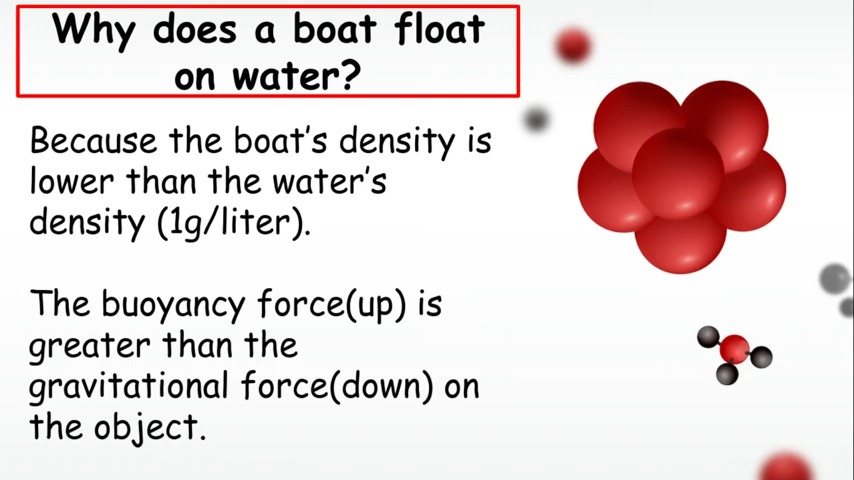 Why does a boat float
on water?
Because the boat's density is
lower than the water's
density (1g/liter).
The buoyancy force(up) is
greater than the
gravitational force(down) on
the object.